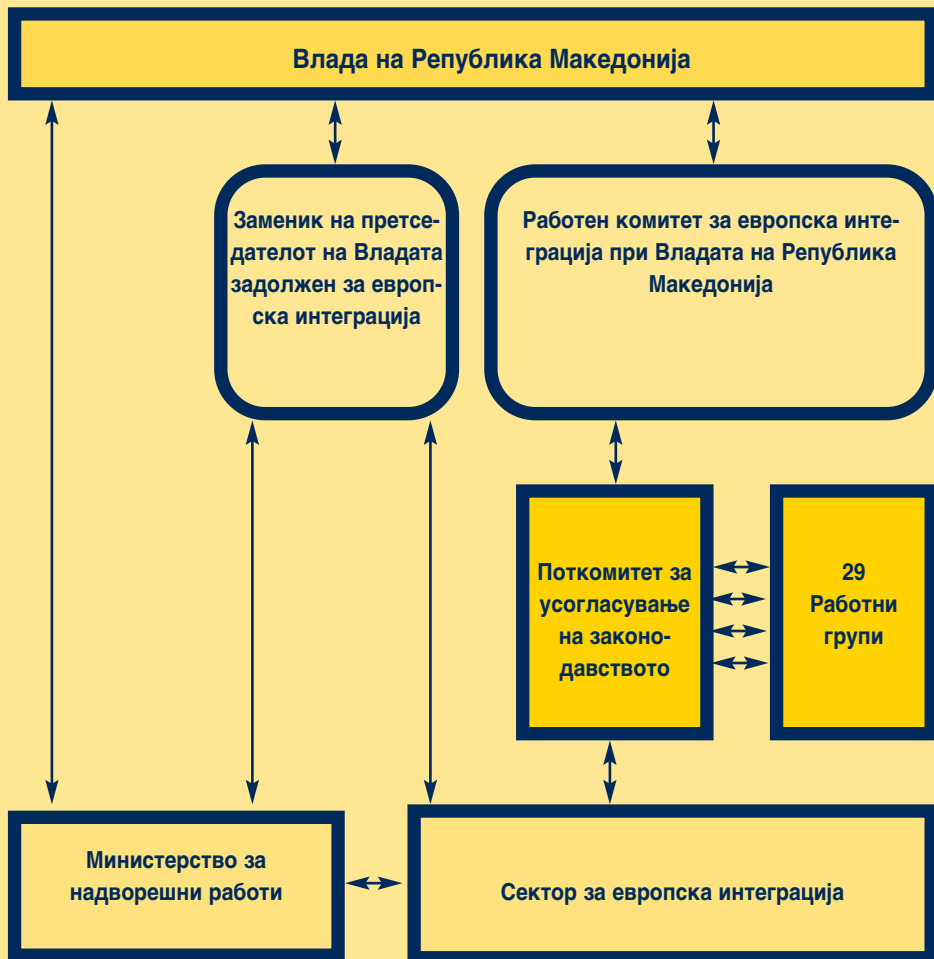 Влада на Република Македонија
Заменик на претсе-
дателот на Владата
задолжен за европ-
ска интеграција
Работен комитет за европска инте-
грација при Владата на Република
Македонија
Поткомитет за
усогласување
на законо-
давството
29
Работни
групи
Министерство за
надворешни работи
Сектор за европска интеграција